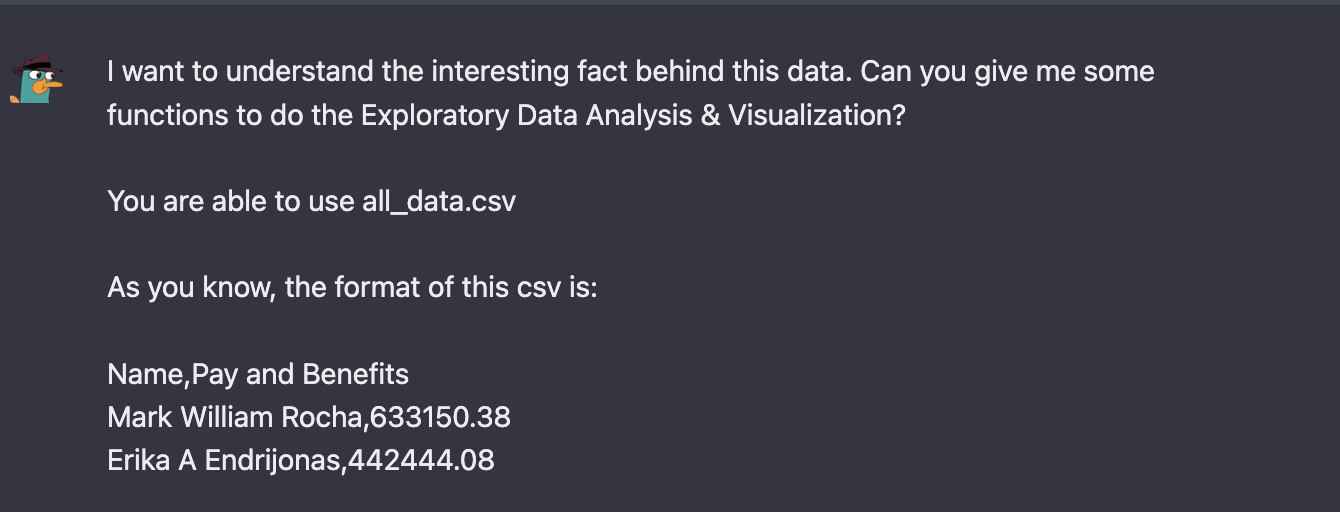 I want to understand the interesting fact behind this data. Can you give me some
functions to do the Exploratory Data Analysis & Visualization?
You are able to use all_data.csv
As you know, the format of this csv is:
Name,Pay and Benefits
Mark William Rocha,633150.38
Erika A Endrijonas,442444.08